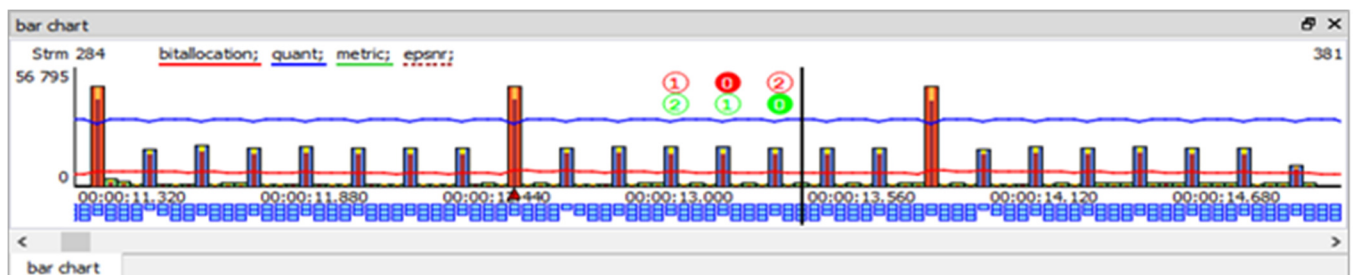 bar chart
Strm 284 bitallocation; quant; metric; epsnr; 381
56 795
1 0 2
2 1 0
0
00:00:11.320 00:00:11.880 00:00:13.000 00:00:13.560 00:00:14.120 00:00:14.680
bar chart